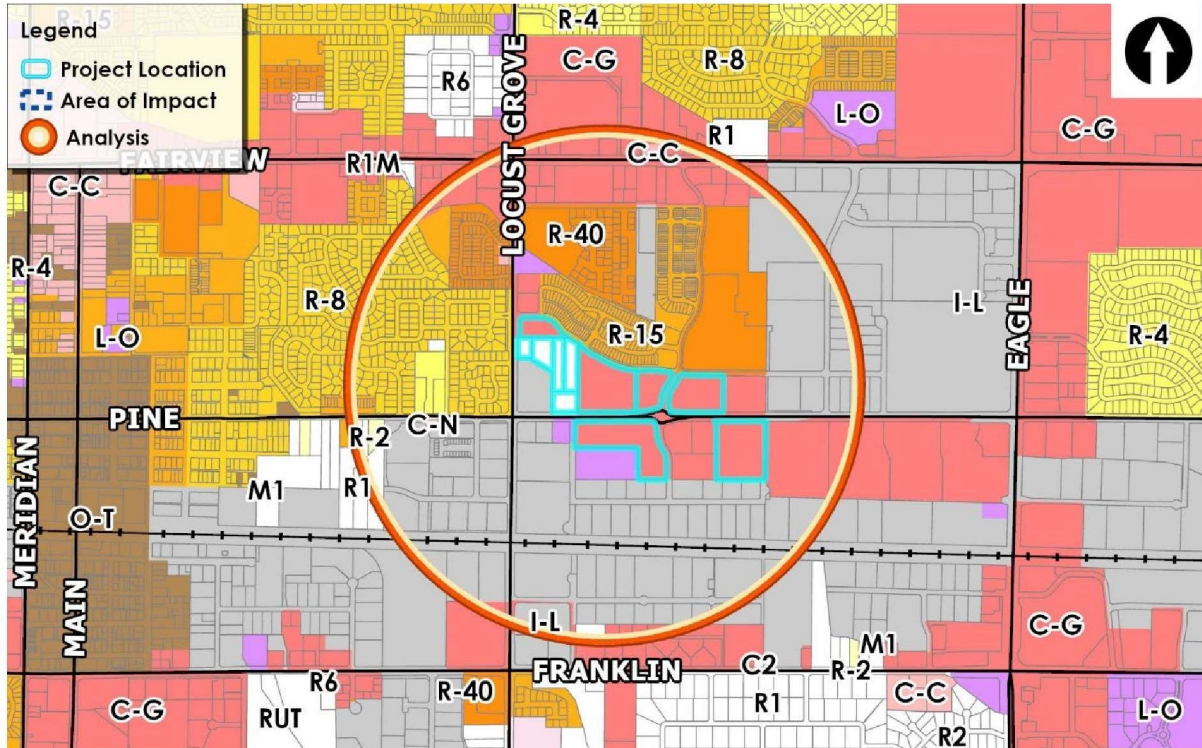 R-15
Legend
Project Location
Area of Impact
Analysis
R-4
C-G
R-8
R6
L-O
C-G
LOCUST GROVE
FAIRVIEW
R1M
R1
C-C
C-C
R-4
R-40
R-8
I-L
L-O
R-15
R-4
EAGLE
PINE
C-N
R-2
R1
M1
O-T
MERIDIAN
MAIN
I-L
M1
C-G
FRANKLIN
C2
R-2
R6
R-40
R1
C-C
C-G
RUT
L-O
R2